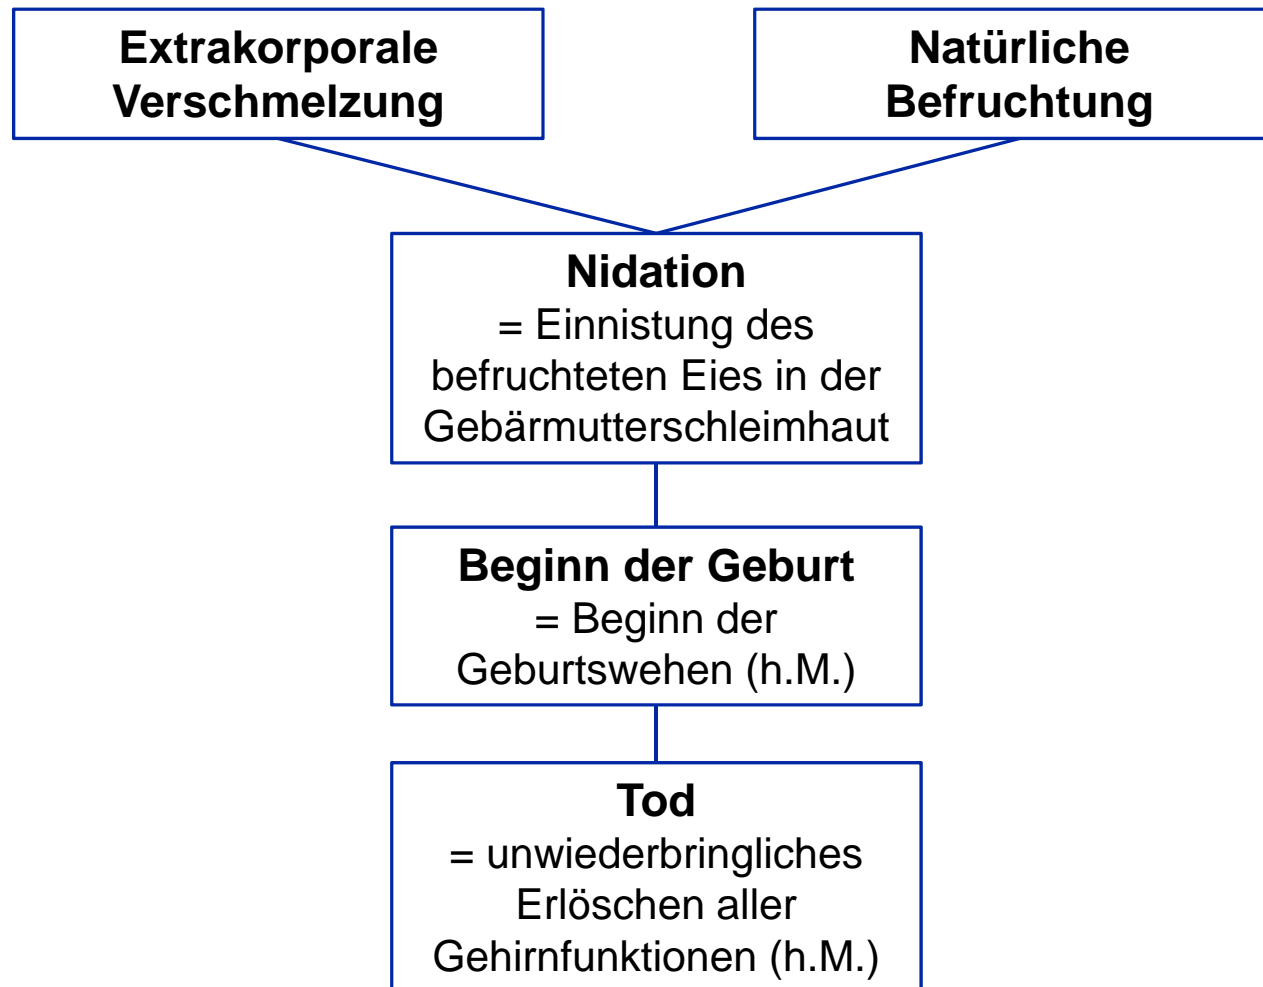 Extrakorporale
Verschmelzung
Natürliche
Befruchtung
Nidation
= Einnistung des
befruchteten Eies in der
Gebärmutterschleimhaut
Beginn der Geburt
= Beginn der
Geburtswehen (h.M.)
Tod
= unwiederbringliches
Erlöschen aller
Gehirnfunktionen (h.M.)